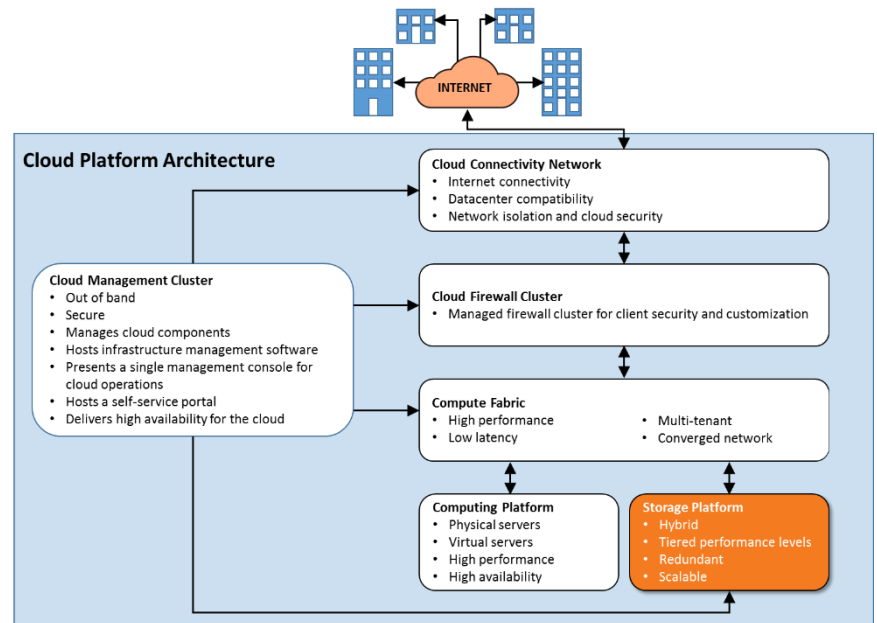 INTERNET
Cloud Platform Architecture
Cloud Connectivity Network
• Internet connectivity
• Datacenter compatibility
• Network isolation and cloud security
Cloud Management Cluster
• Out of band
• Secure
• Manages cloud components
• Hosts infrastructure management software
• Presents a single management console for
cloud operations
• Hosts a self-service portal
• Delivers high availability for the cloud
Cloud Firewall Cluster
• Managed firewall cluster for client security and customization
Compute Fabric
• High performance
• Low latency
• Multi-tenant
• Converged network
Computing Platform
• Physical servers
• Virtual servers
• High performance
• High availability
Storage Platform
• Hybrid
• Tiered performance levels
• Redundant
• Scalable